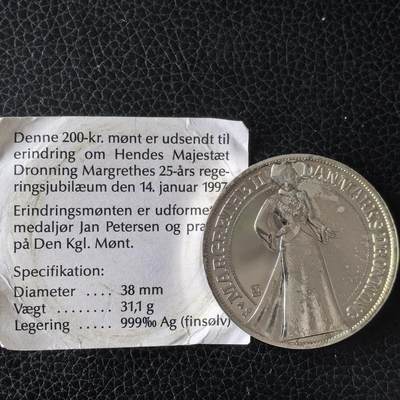 Denne 200-kr. mønt er udsendt til
erindring om Hendes Majestæt
Dronning Margrethes 25-års rege-
ringsjubilæum den 14. januar 1997.
Erindringsmønten er udformet
medaljør Jan Petersen og
på Den Kgl. Mønt.
Specifikation:
Diameter .... 38 mm
Vægt ........ 31,1 g
Legering .... 999‰ Ag (finsølv)
MARGRETHE II DANMARKS DRONNING